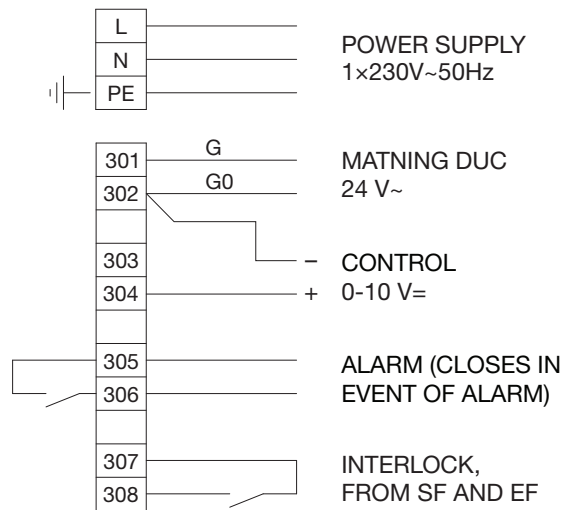 L
N
PE
POWER SUPPLY
1×230V~50Hz
301
G
302
G0
MATNING DUC
24 V~
303
304
−
+
CONTROL
0-10 V=
305
306
ALARM (CLOSES IN
EVENT OF ALARM)
307
308
INTERLOCK,
FROM SF AND EF